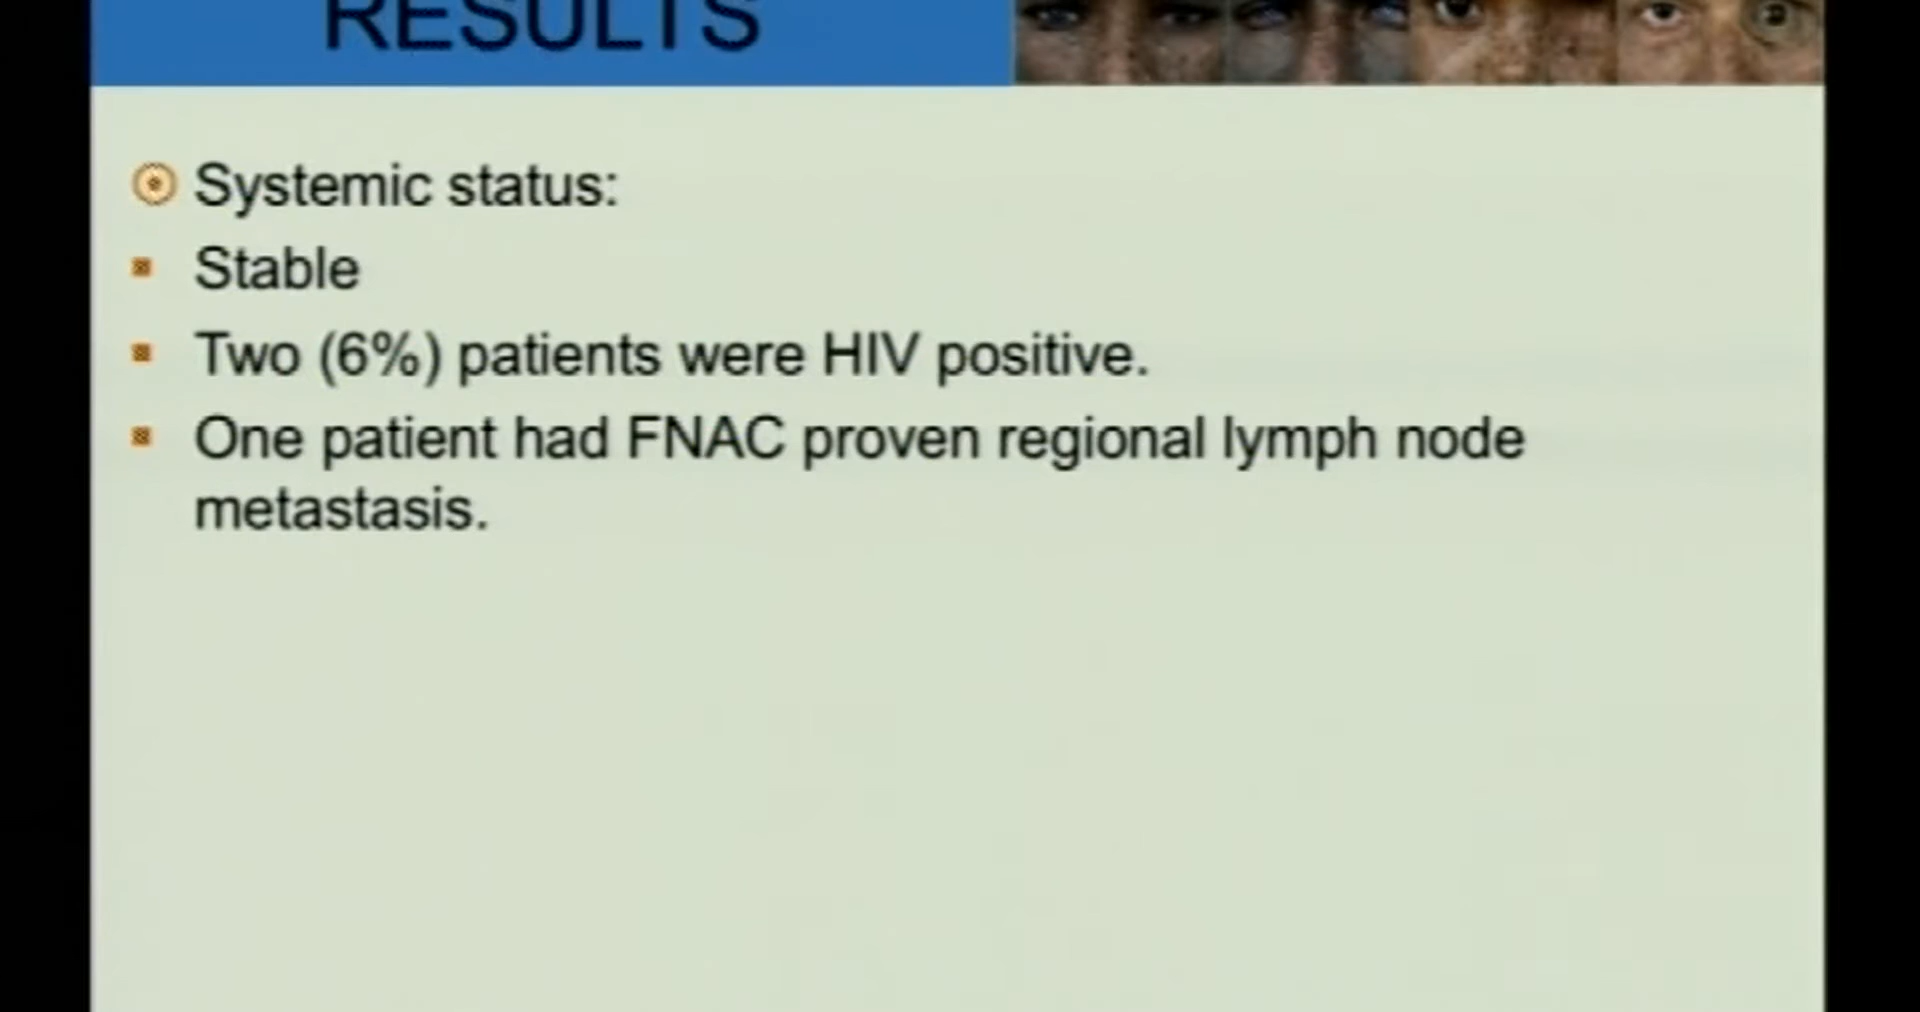 RESULTS
Systemic status:
Stable
Two (6%) patients were HIV positive.
One patient had FNAC proven regional lymph node
metastasis.